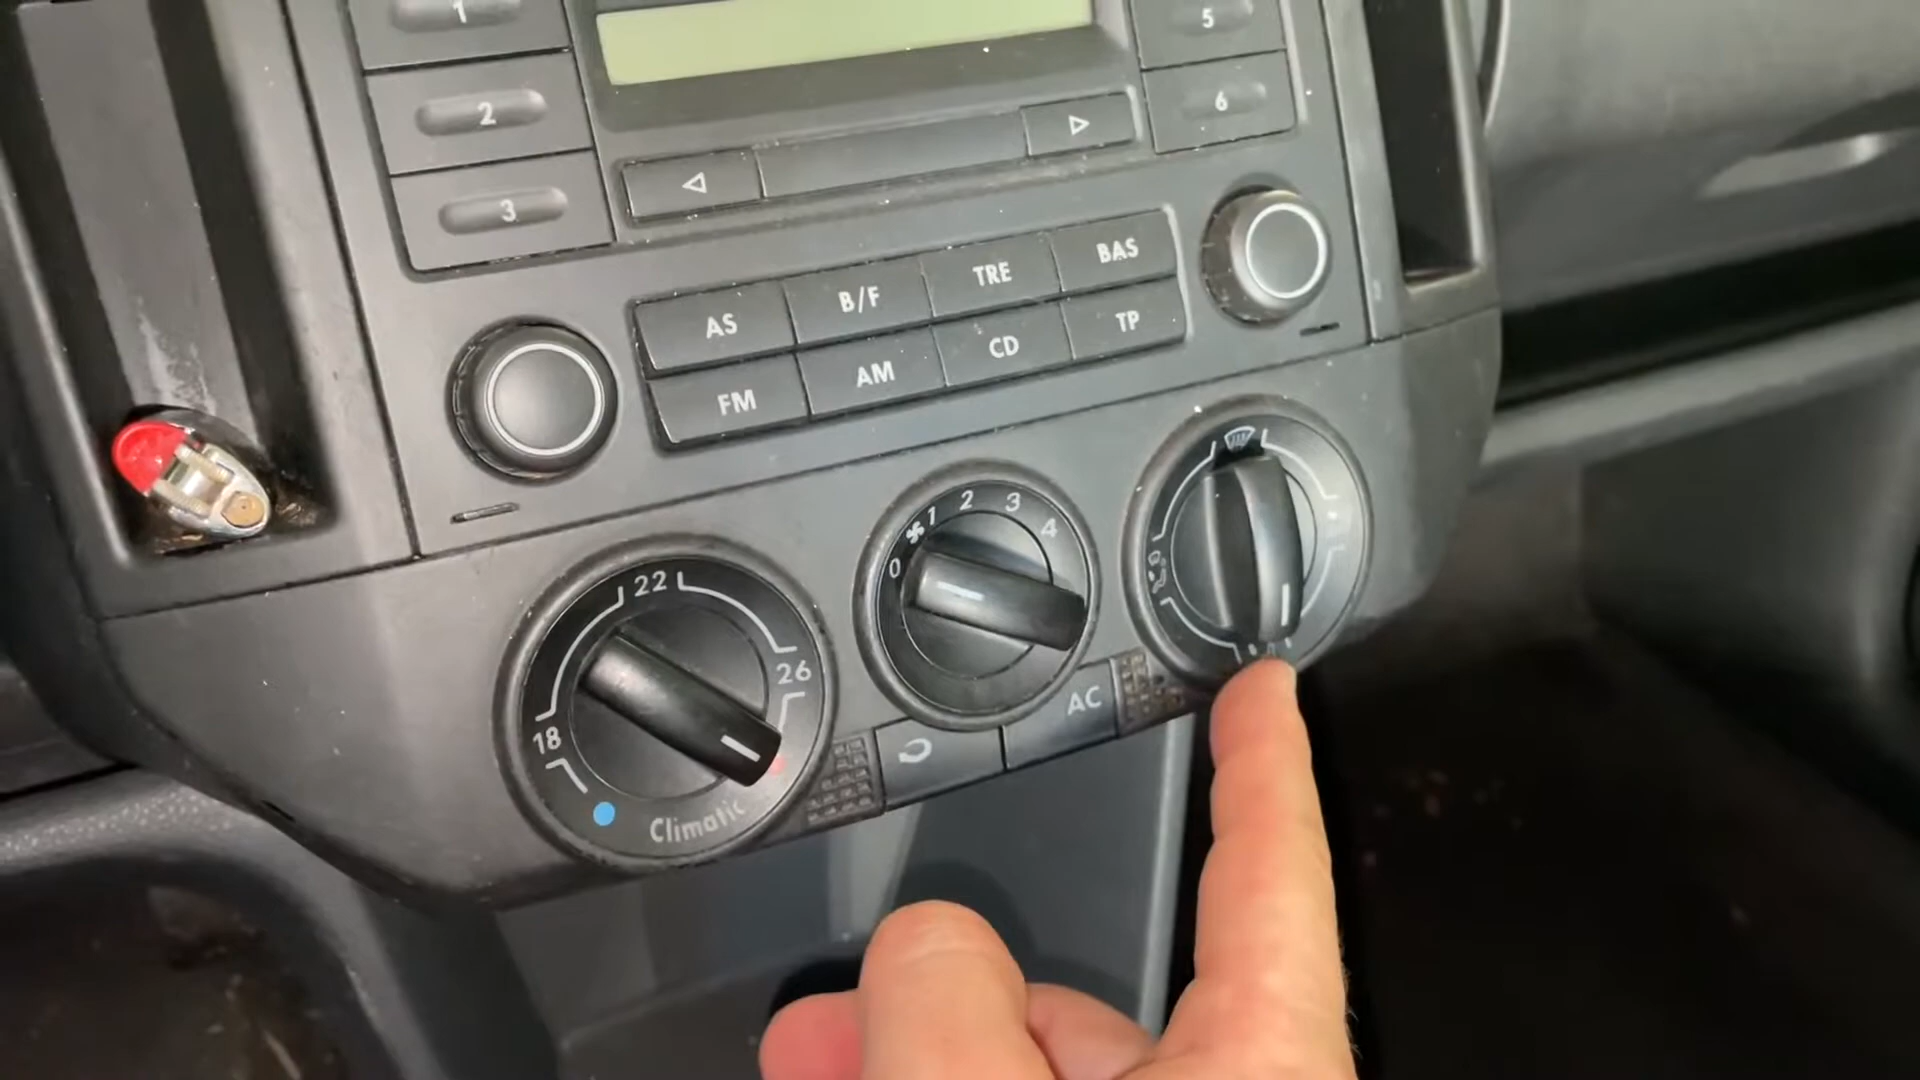 1
5
2
6
3
AS B/F TRE BAS
FM AM CD TP
0 1 2 3 4
18 22 26
AC
Climatic